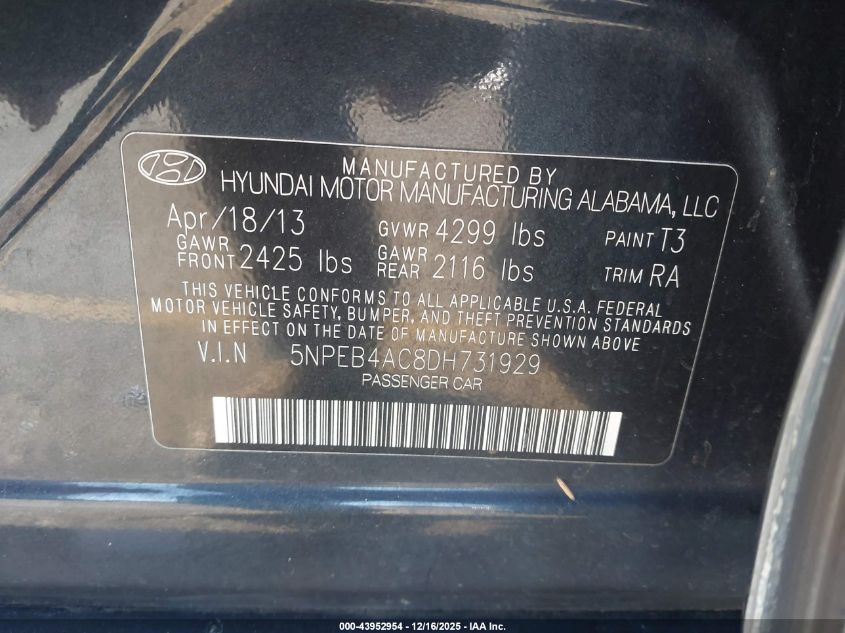 MANUFACTURED BY
HYUNDAI MOTOR MANUFACTURING ALABAMA, LLC
Apr/18/13 GVWR 4299 lbs PAINT T3
GAWR FRONT 2425 lbs GAWR REAR 2116 lbs TRIM RA
THIS VEHICLE CONFORMS TO ALL APPLICABLE U.S.A. FEDERAL
MOTOR VEHICLE SAFETY, BUMPER, AND THEFT PREVENTION STANDARDS
IN EFFECT ON THE DATE OF MANUFACTURE SHOWN ABOVE.
V.I.N 5NPEB4AC8DH731929
PASSENGER CAR
000-43952954 - 12/16/2025 - IAA Inc.